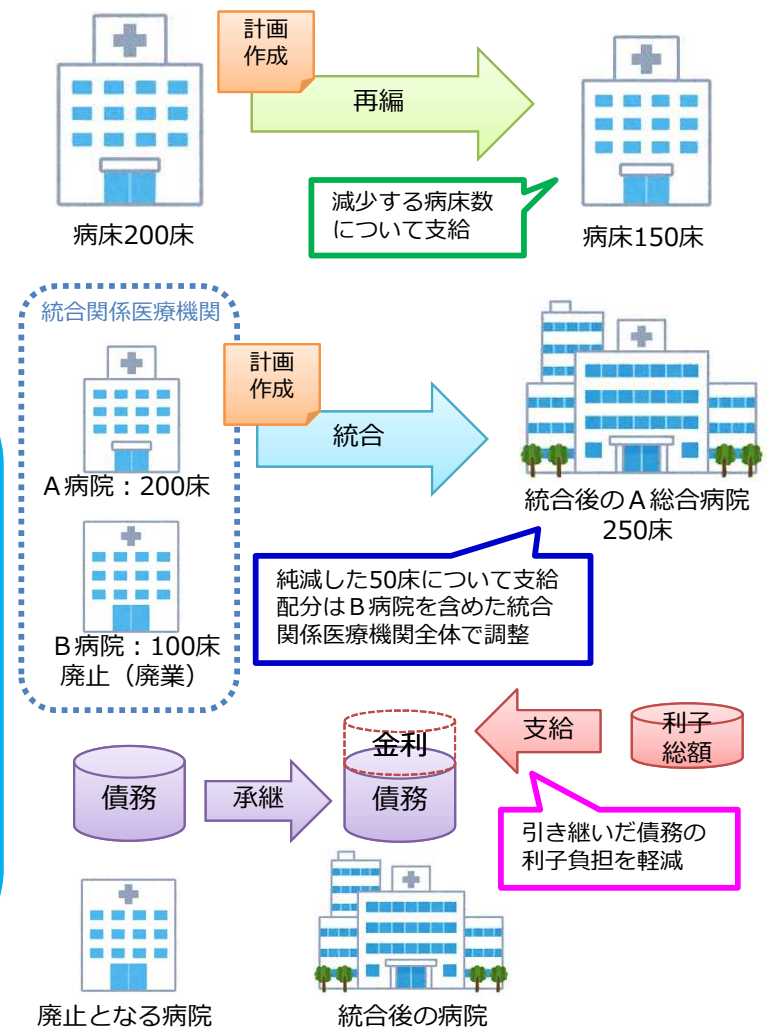 計画
作成
再編
減少する病床数
について支給
病床200床
病床150床
統合関係医療機関
計画
作成
統合
A病院：200床
統合後のA総合病院
250床
B病院：100床
廃止（廃業）
純減した50床について支給
配分はB病院を含めた統合
関係医療機関全体で調整
債務
承継
金利
債務
支給
利子
総額
引き継いだ債務の
利子負担を軽減
廃止となる病院
統合後の病院